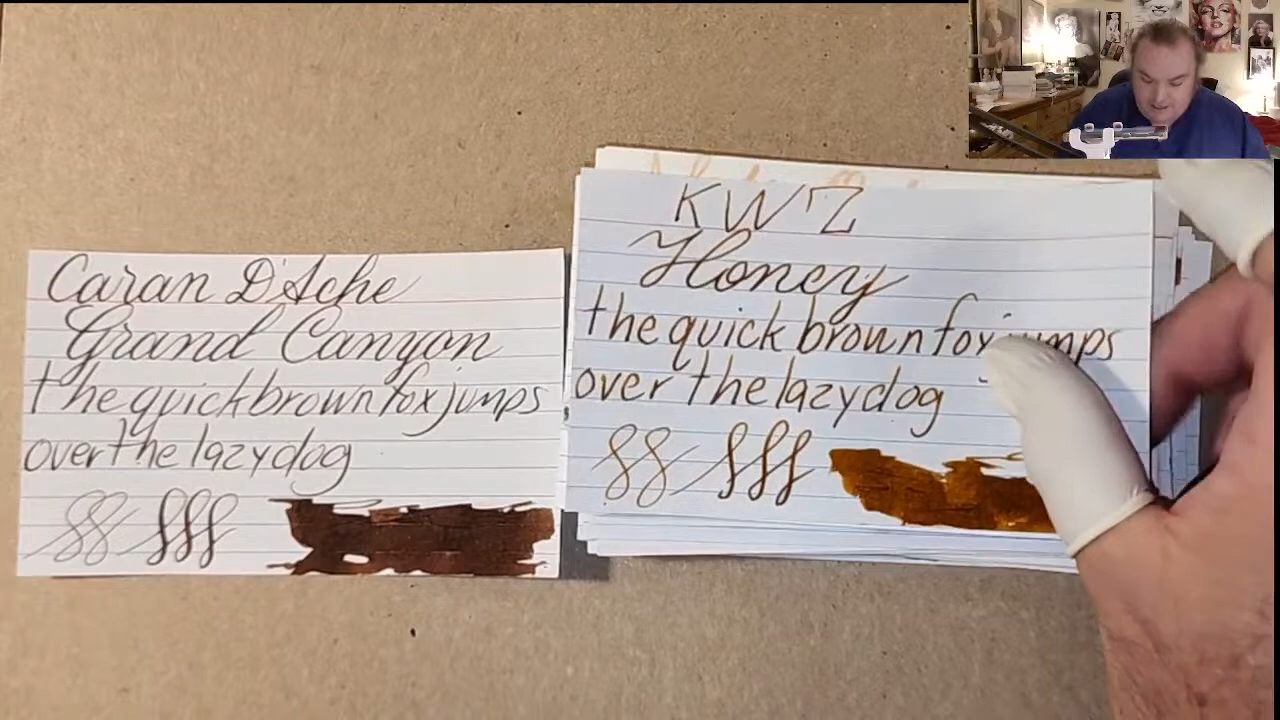 Caran D'Ache
Grand Canyon
the quick brown fox jumps
over the lazy dog
KWZ
Honey
the quick brown fox jumps
over the lazy dog